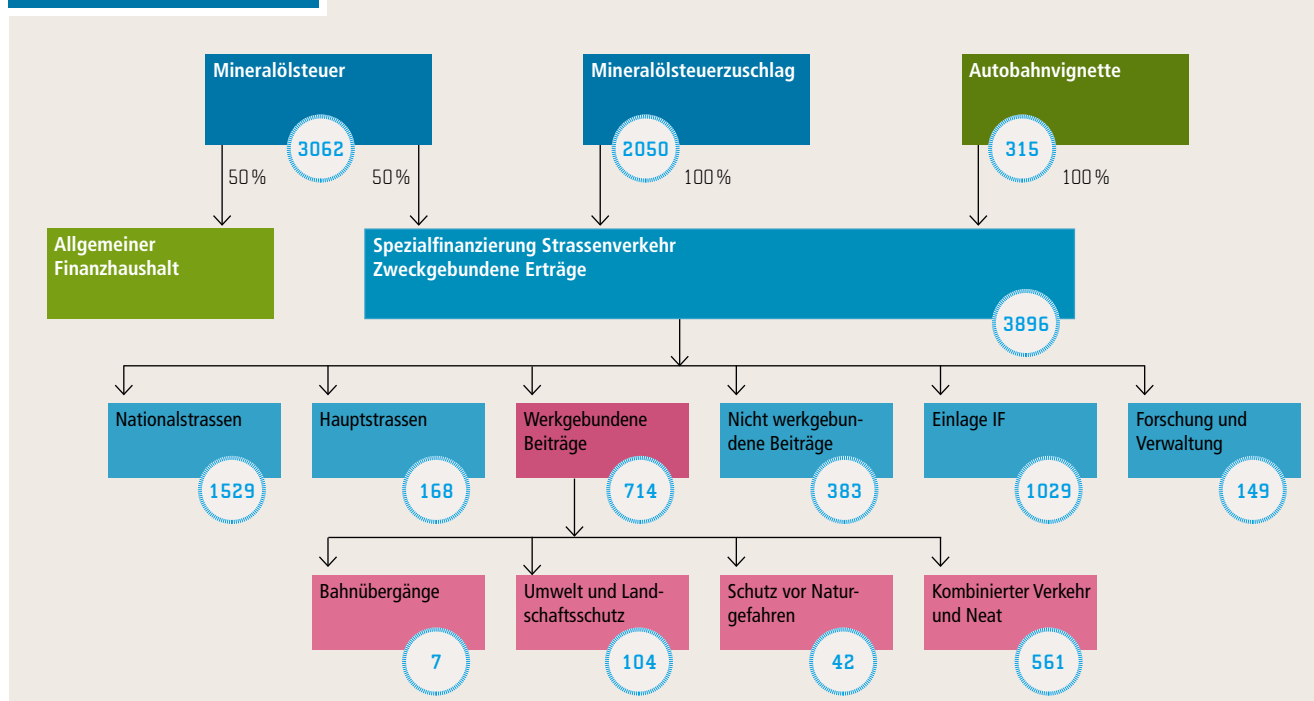 Mineralölsteuer
3062
Mineralölsteuerzuschlag
2050
Autobahnvignette
315
50%
50%
100%
100%
Allgemeiner
Finanzhaushalt
Spezialfinanzierung Strassenverkehr
Zweckgebundene Erträge
3896
Nationalstrassen
1529
Hauptstrassen
168
Werkgebundene
Beiträge
714
Nicht werkgebun-
dene Beiträge
383
Einlage IF
1029
Forschung und
Verwaltung
149
Bahnübergänge
7
Umwelt und Land-
schaftsschutz
104
Schutz vor Natur-
gefahren
42
Kombinierter Verkehr
und Neat
561